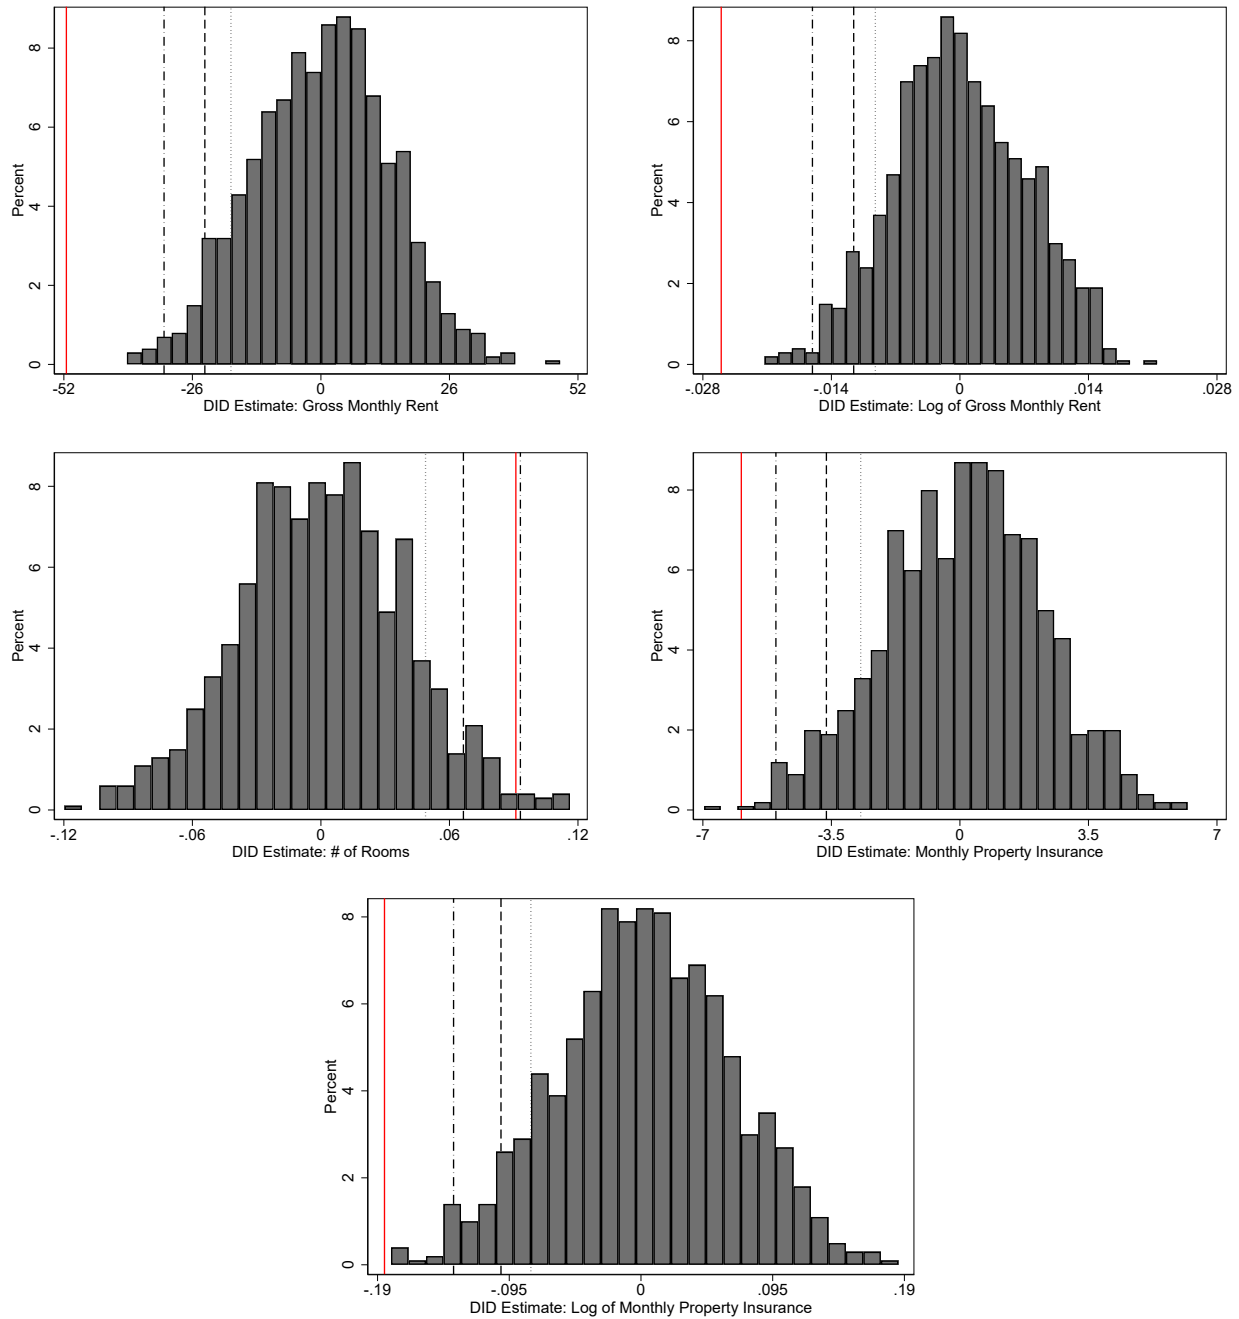 Percent
0 2 4 6 8
-52 -26 0 26 52
DID Estimate: Gross Monthly Rent
Percent
0 2 4 6 8
-.028 -.014 0 .014 .028
DID Estimate: Log of Gross Monthly Rent
Percent
0 2 4 6 8
-.12 -.06 0 .06 .12
DID Estimate: # of Rooms
Percent
0 2 4 6 8
-7 -3.5 0 3.5 7
DID Estimate: Monthly Property Insurance
Percent
0 2 4 6 8
-.19 -.095 0 .095 .19
DID Estimate: Log of Monthly Property Insurance